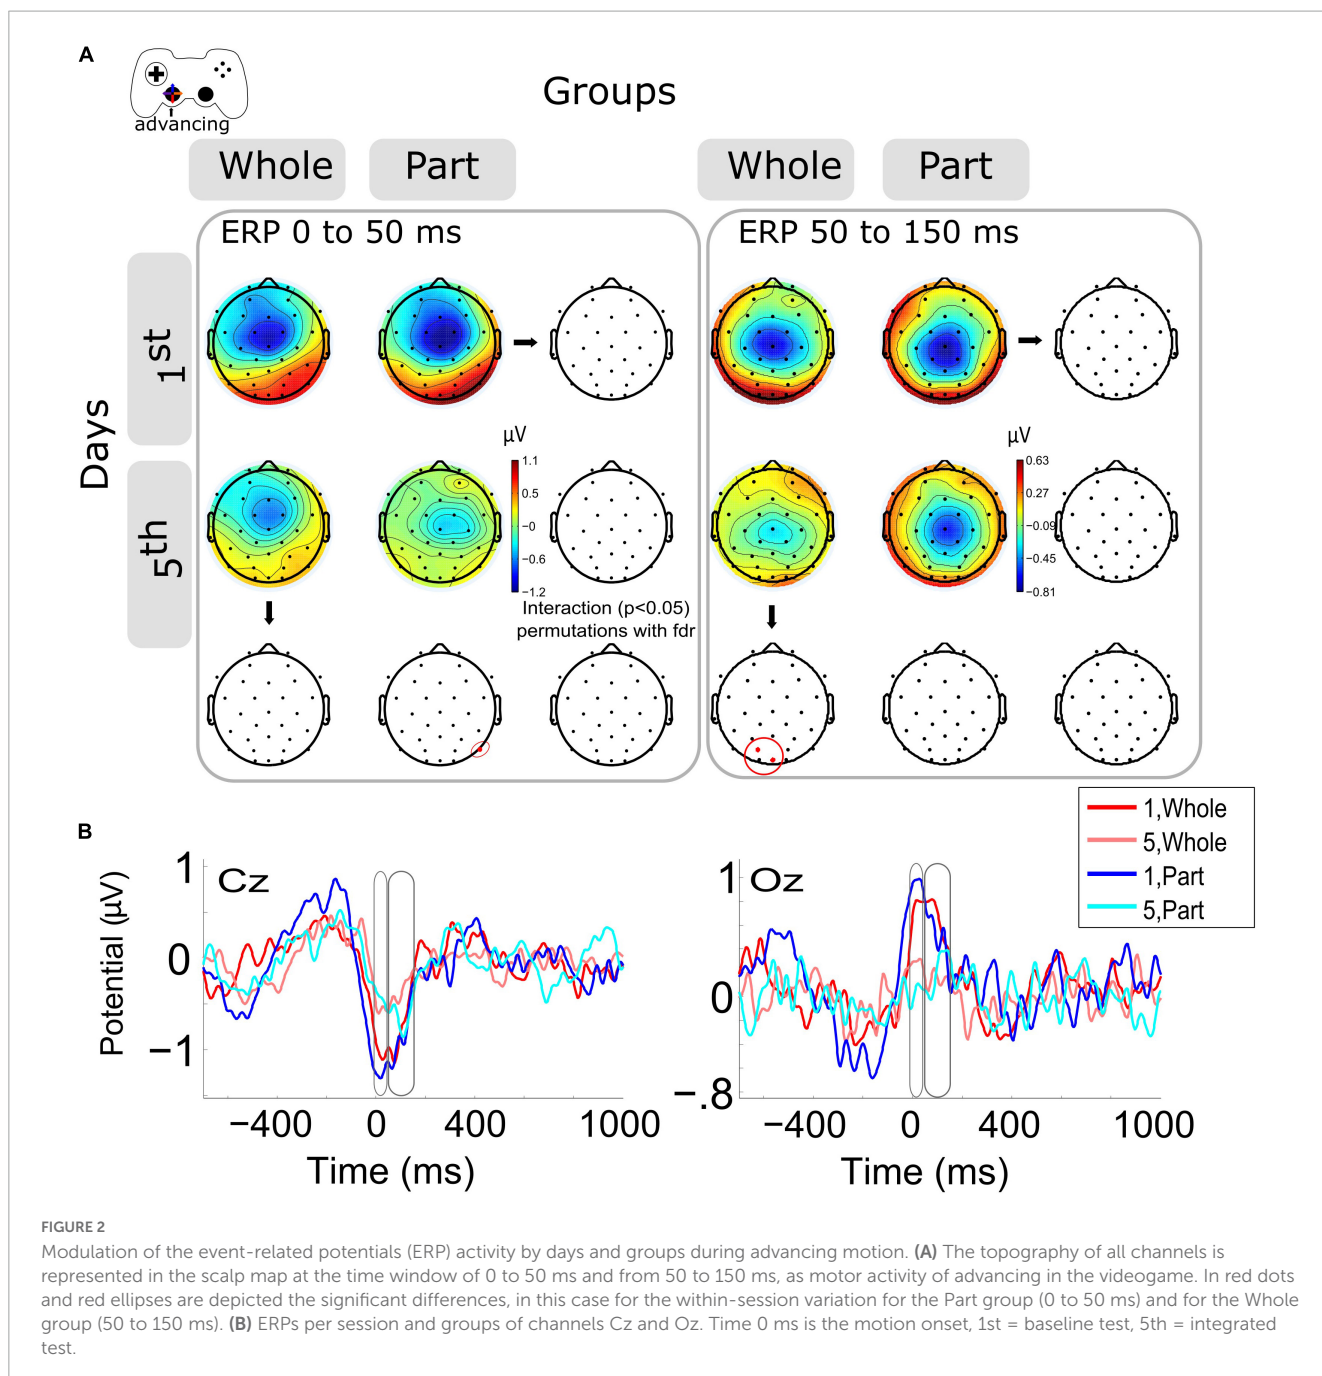 A
advancing
Groups
Whole
Part
Whole
Part
ERP 0 to 50 ms
ERP 50 to 150 ms
Days
1st
5th
µV
1.1
0.5
−0
−0.6
−1.2
µV
0.63
0.27
−0.09
−0.45
−0.81
Interaction (p<0.05)
permutations with fdr
B
1,Whole
5,Whole
1,Part
5,Part
Cz
1
0
−1
Potential (µV)
−400 0 400 1000
Time (ms)
Oz
1
0
−.8
−400 0 400 1000
Time (ms)
FIGURE 2
Modulation of the event-related potentials (ERP) activity by days and groups during advancing motion. (A) The topography of all channels is
represented in the scalp map at the time window of 0 to 50 ms and from 50 to 150 ms, as motor activity of advancing in the videogame. In red dots
and red ellipses are depicted the significant differences, in this case for the within-session variation for the Part group (0 to 50 ms) and for the Whole
group (50 to 150 ms). (B) ERPs per session and groups of channels Cz and Oz. Time 0 ms is the motion onset, 1st = baseline test, 5th = integrated
test.